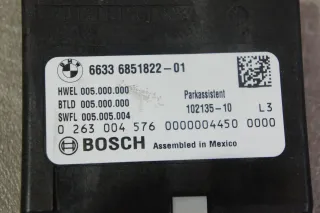 6633 6851822-01
HWEL 005.000.000
BTLD 005.000.000 Parkassistent
SWFL 005.005.004 102135-10 L3
0 263 004 576 0000004450 0000
BOSCH Assembled in Mexico